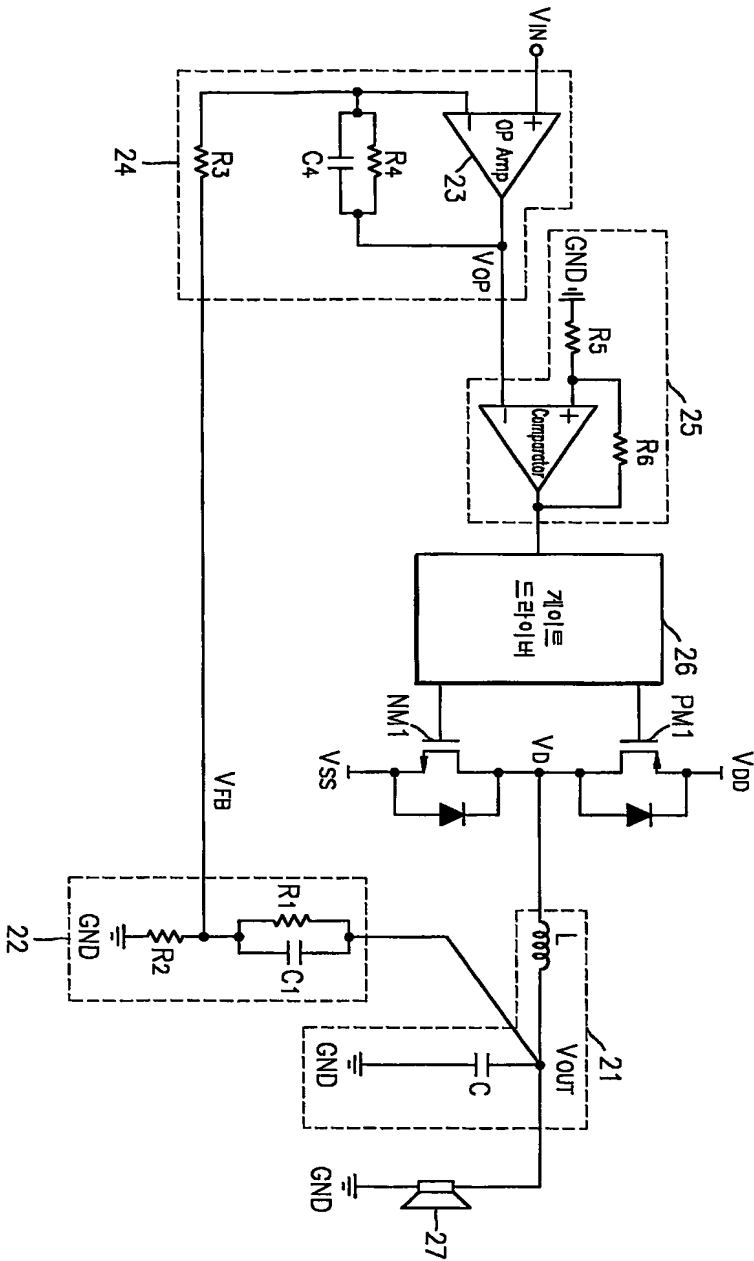 VIN
OP Amp
+
−
23
R4
C4
R3
24
VOP
GND
R5
+
−
Comparator
R6
25
게이트
드라이버
26
PM1
NM1
VDD
VD
VSS
VFB
L
VOUT
21
C
GND
R1
C1
R2
GND
22
GND
27